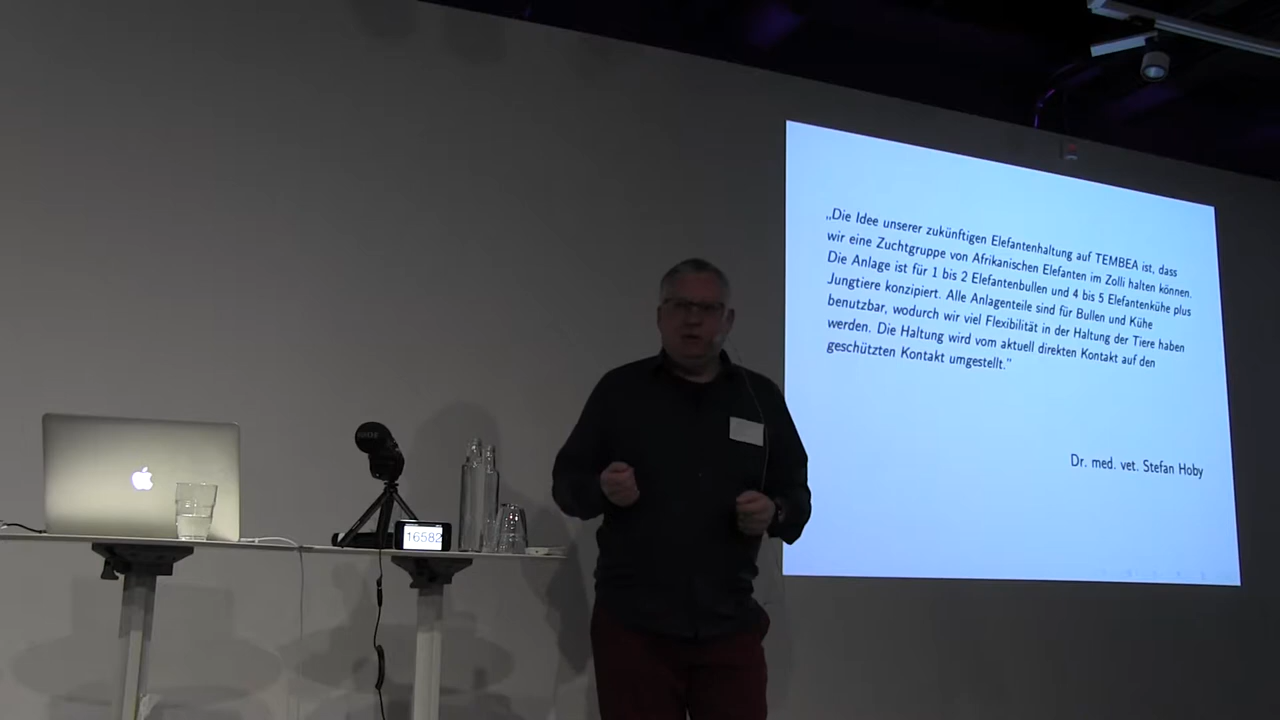 „Die Idee unserer zukünftigen Elefantenhaltung auf TEMBEA ist, dass
wir eine Zuchtgruppe von Afrikanischen Elefanten im Zolli halten können.
Die Anlage ist für 1 bis 2 Elefantenbullen und 4 bis 5 Elefantenkühe plus
Jungtiere konzipiert. Alle Anlagenteile sind für Bullen und Kühe
benutzbar, wodurch wir viel Flexibilität in der Haltung der Tiere haben
werden. Die Haltung wird vom aktuell direkten Kontakt auf den
geschützten Kontakt umgestellt.“
Dr. med. vet. Stefan Hoby
RODE
16582